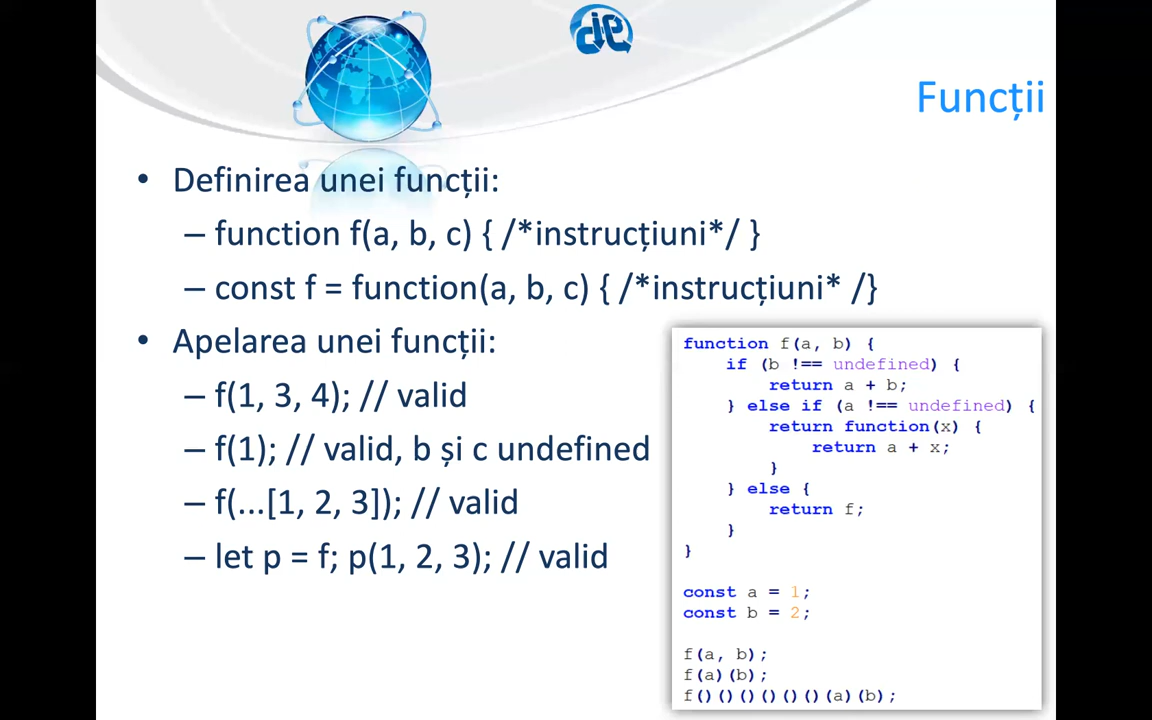 Funcții
• Definirea unei funcții:
– function f(a, b, c) { /*instrucțiuni*/ }
– const f = function(a, b, c) { /*instrucțiuni* /}
• Apelarea unei funcții:
– f(1, 3, 4); // valid
– f(1); // valid, b și c undefined
– f(...[1, 2, 3]); // valid
– let p = f; p(1, 2, 3); // valid
function f(a, b) {
    if (b !== undefined) {
        return a + b;
    } else if (a !== undefined) {
        return function(x) {
            return a + x;
        }
    } else {
        return f;
    }
}
const a = 1;
const b = 2;
f(a, b);
f(a)(b);
f()()()()()()(a)(b);